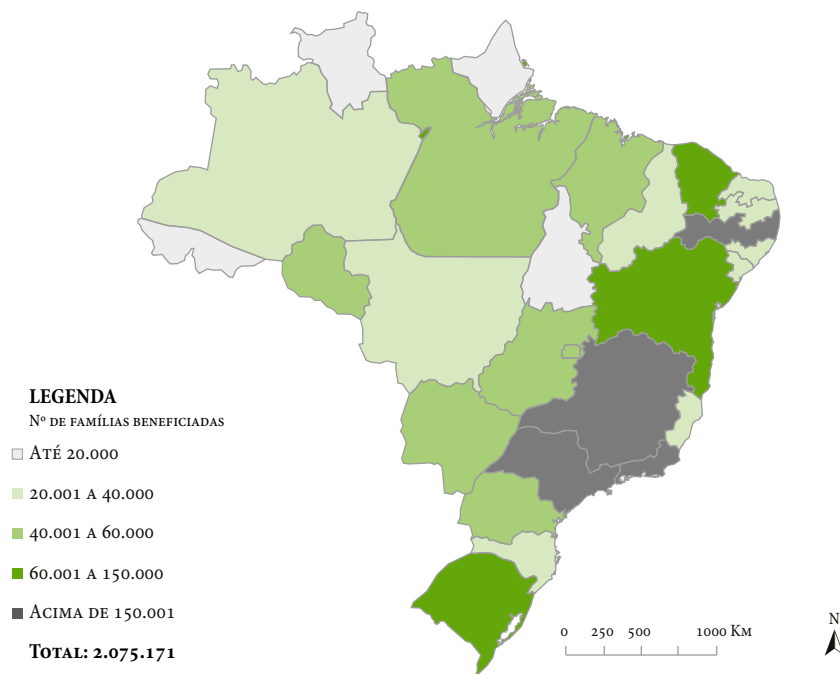 LEGENDA
Nº DE FAMÍLIAS BENEFICIADAS
ATÉ 20.000
20.001 A 40.000
40.001 A 60.000
60.001 A 150.000
ACIMA DE 150.001
TOTAL: 2.075.171
0 250 500 1000 KM
N